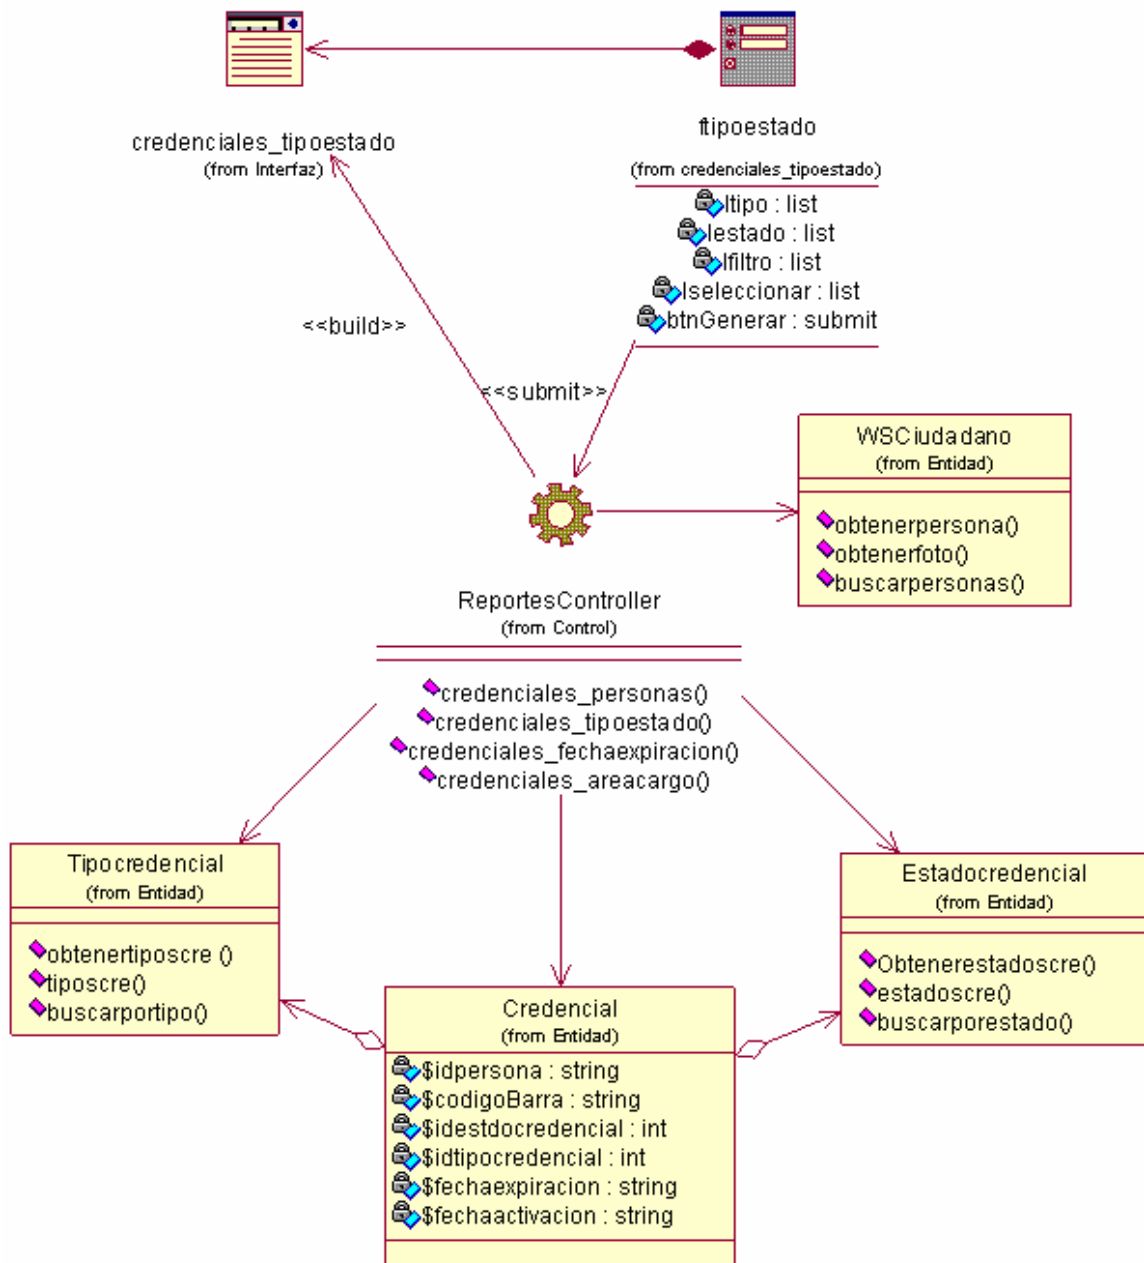 credenciales_tipoestado
(from Interfaz)
ftipoestado
(from credenciales_tipoestado)
ltipo : list
lestado : list
lfiltro : list
lseleccionar : list
btnGenerar : submit
<<build>>
<<submit>>
WSCiudadano
(from Entidad)
obtenerpersona()
obtenerfoto()
buscarpersonas()
ReportesController
(from Control)
credenciales_personas()
credenciales_tipoestado()
credenciales_fechaexpiracion()
credenciales_areacargo()
Tipocredencial
(from Entidad)
obtenertiposcre ()
tiposcre()
buscarportipo()
Estadocredencial
(from Entidad)
Obtenerestadoscre()
estadoscre()
buscarporestado()
Credencial
(from Entidad)
$idpersona : string
$codigoBarra : string
$idestdocredencial : int
$idtipocredencial : int
$fechaexpiracion : string
$fechaactivacion : string